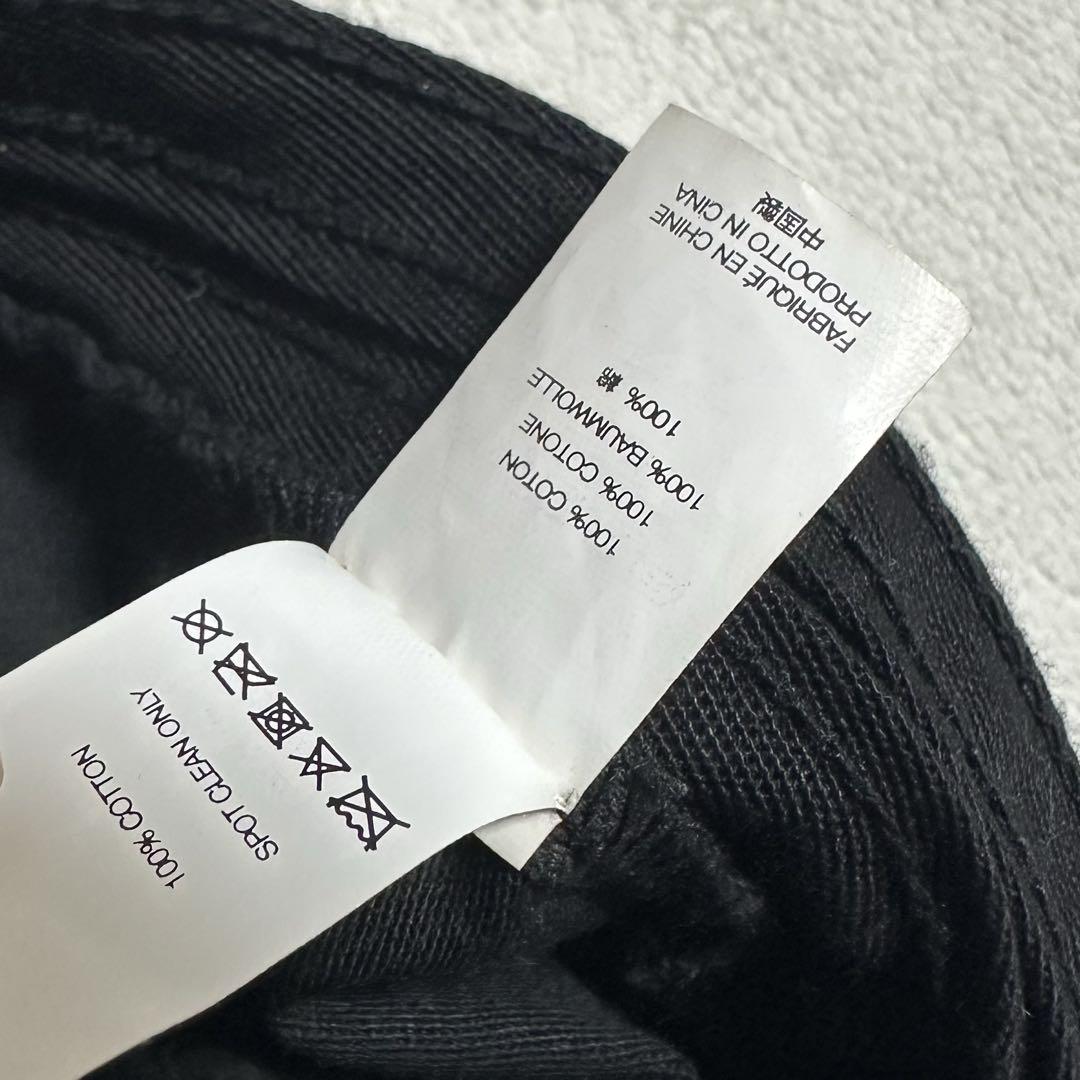 100% COTON
100% COTONE
100% BAUMWOLLE
100% 綿
FABRIQUÉ EN CHINE
PRODOTTO IN CINA
中国製
100% COTTON
SPOT CLEAN ONLY